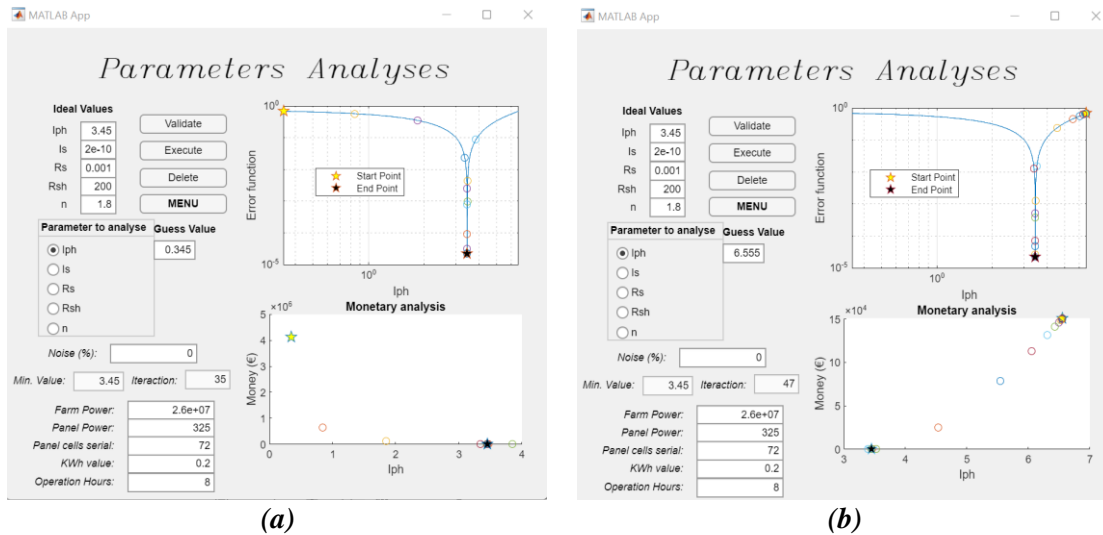 MATLAB App
Parameters Analyses
Ideal Values
Iph 3.45
Is 2e-10
Rs 0.001
Rsh 200
n 1.8
Validate
Execute
Delete
MENU
Parameter to analyse
Iph
Is
Rs
Rsh
n
Guess Value
0.345
Noise (%): 0
Min. Value: 3.45 Iteraction: 35
Farm Power: 2.6e+07
Panel Power: 325
Panel cells serial: 72
KWh value: 0.2
Operation Hours: 8
10^0
Error function
10^-5
Start Point
End Point
10^0
Iph
Monetary analysis
×10^6
Money (€)
5
4
3
2
1
0
0 1 2 3 4
Iph
(a)
MATLAB App
Parameters Analyses
Ideal Values
Iph 3.45
Is 2e-10
Rs 0.001
Rsh 200
n 1.8
Validate
Execute
Delete
MENU
Parameter to analyse
Iph
Is
Rs
Rsh
n
Guess Value
6.555
Noise (%): 0
Min. Value: 3.45 Iteraction: 47
Farm Power: 2.6e+07
Panel Power: 325
Panel cells serial: 72
KWh value: 0.2
Operation Hours: 8
10^0
Error function
10^-5
Start Point
End Point
10^0
Iph
Monetary analysis
×10^4
Money (€)
15
10
5
0
3 4 5 6 7
Iph
(b)